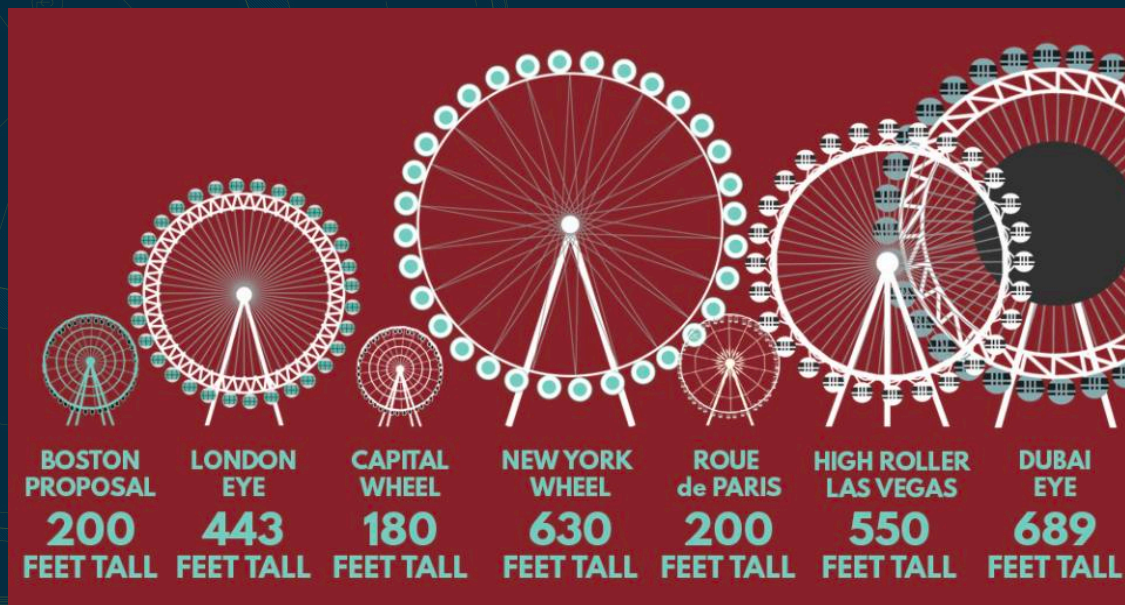 BOSTON
PROPOSAL
200
FEET TALL
LONDON
EYE
443
FEET TALL
CAPITAL
WHEEL
180
FEET TALL
NEW YORK
WHEEL
630
FEET TALL
ROUE
de PARIS
200
FEET TALL
HIGH ROLLER
LAS VEGAS
550
FEET TALL
DUBAI
EYE
689
FEET TALL